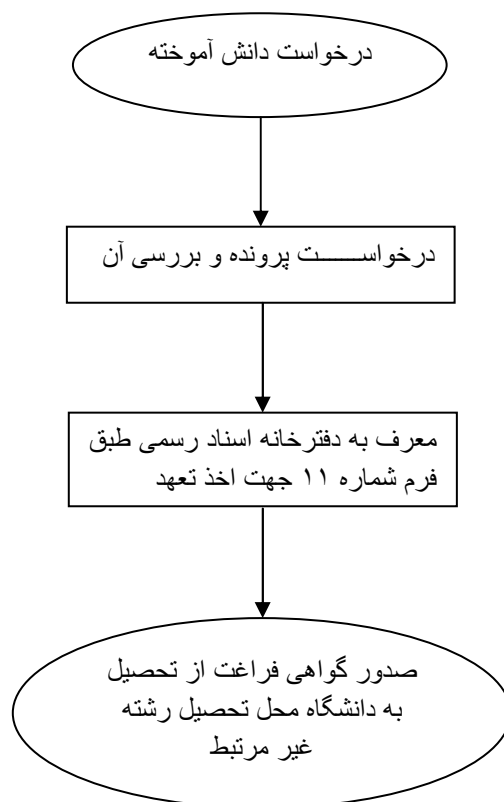 درخواست دانش آموخته
درخواســـــت پرونده و بررسی آن
معرف به دفترخانه اسناد رسمی طبق
فرم شماره ۱۱ جهت اخذ تعهد
صدور گواهی فراغت از تحصیل
به دانشگاه محل تحصیل رشته
غیر مرتبط